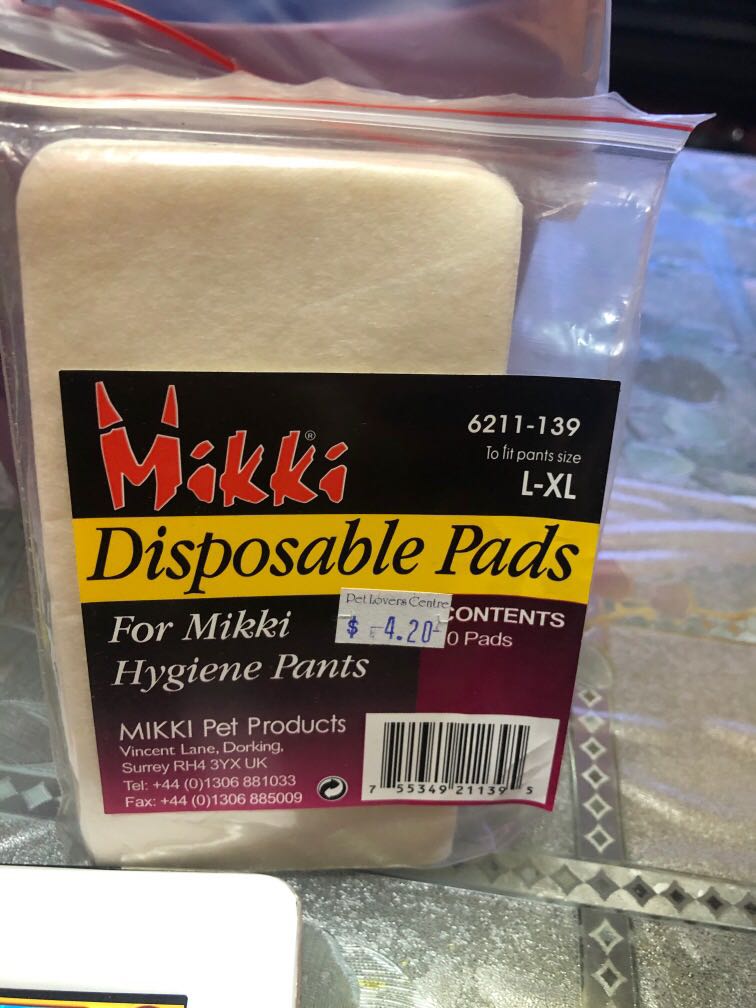 Mikki®
6211-139
To fit pants size
L-XL
Disposable Pads
For Mikki
Hygiene Pants
Pet Lovers Centre
$ 4.20
CONTENTS
0 Pads
MIKKI Pet Products
Vincent Lane, Dorking,
Surrey RH4 3YX UK
Tel: +44 (0)1306 881033
Fax: +44 (0)1306 885009
7 55349 21139 5